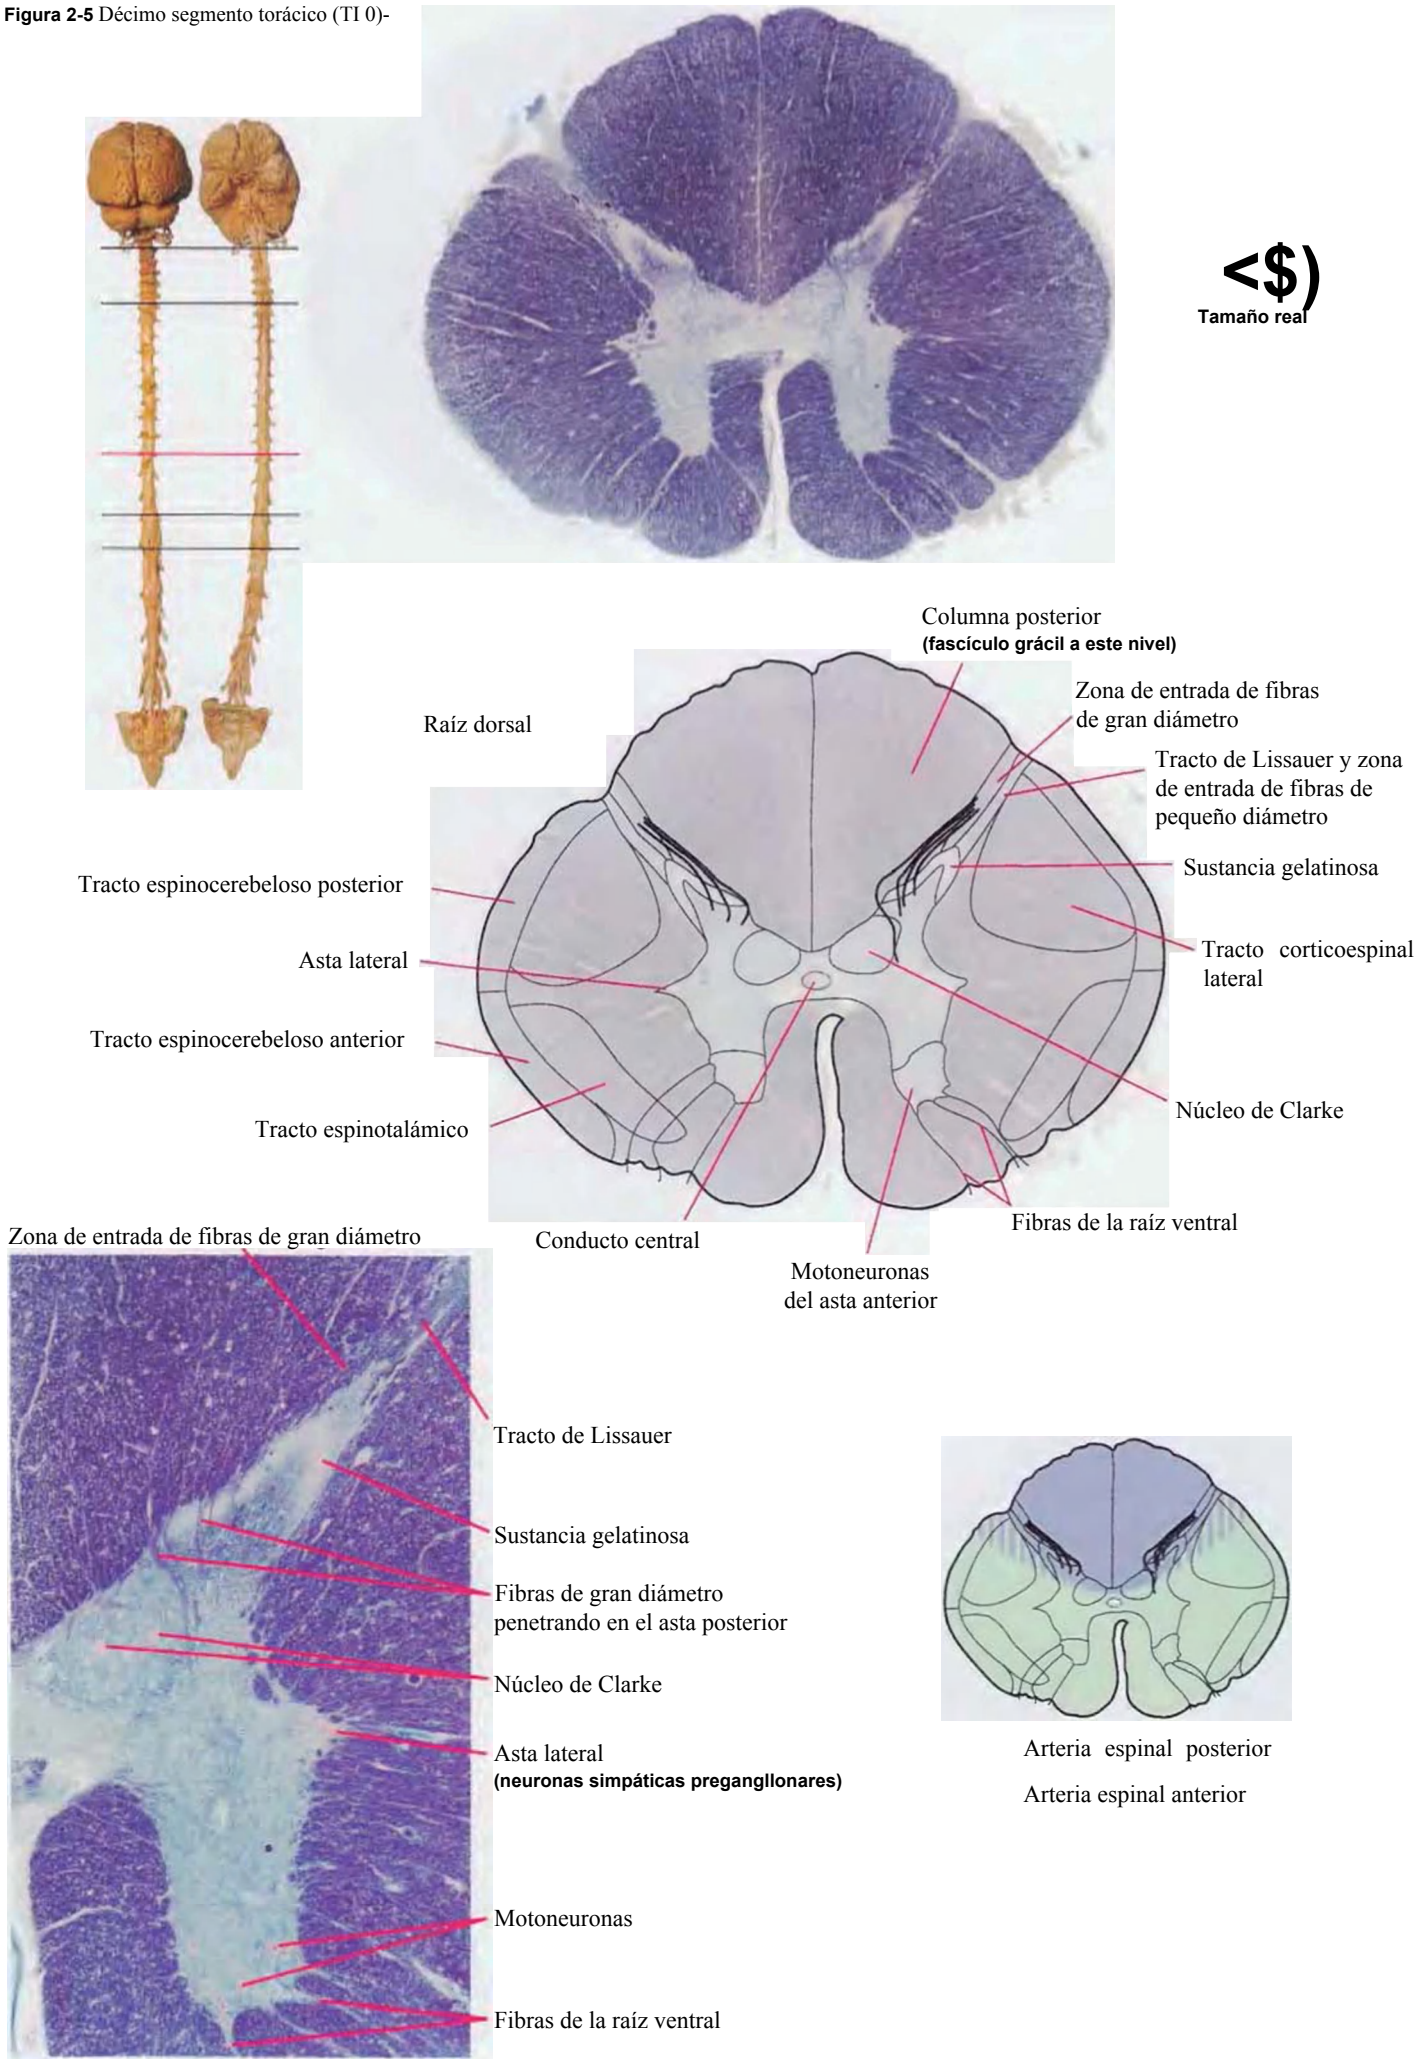 Figura 2-5 Décimo segmento torácico (TI 0)-
<$)
Tamaño real
Columna posterior
(fascículo grácil a este nivel)
Raíz dorsal
Zona de entrada de fibras
de gran diámetro
Tracto de Lissauer y zona
de entrada de fibras de
pequeño diámetro
Sustancia gelatinosa
Tracto espinocerebeloso posterior
Asta lateral
Tracto corticoespinal
lateral
Tracto espinocerebeloso anterior
Tracto espinotalámico
Núcleo de Clarke
Fibras de la raíz ventral
Conducto central
Motoneuronas
del asta anterior
Zona de entrada de fibras de gran diámetro
Tracto de Lissauer
Sustancia gelatinosa
Fibras de gran diámetro
penetrando en el asta posterior
Núcleo de Clarke
Asta lateral
(neuronas simpáticas pregangllonares)
Motoneuronas
Fibras de la raíz ventral
Arteria espinal posterior
Arteria espinal anterior